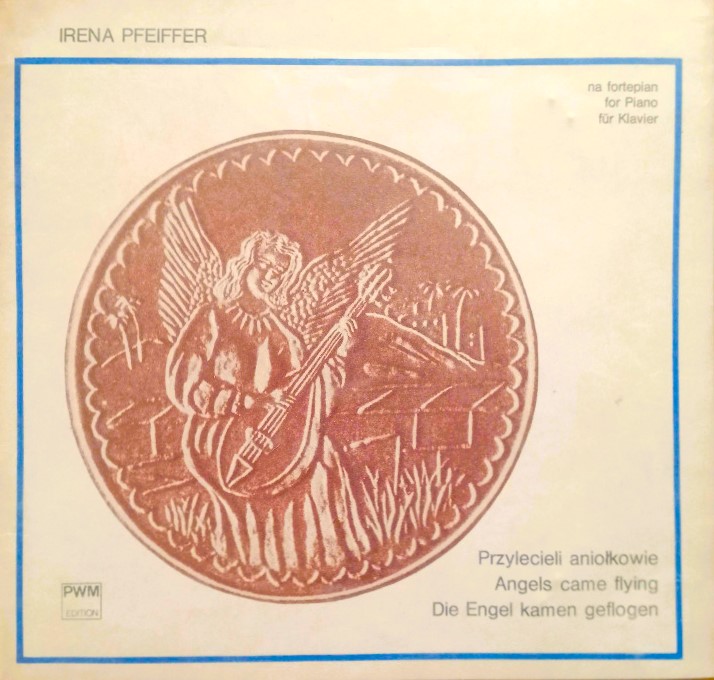 IRENA PFEIFFER
na fortepian
for Piano
für Klavier
Przylecieli aniołkowie
Angels came flying
Die Engel kamen geflogen
PWM
EDITION